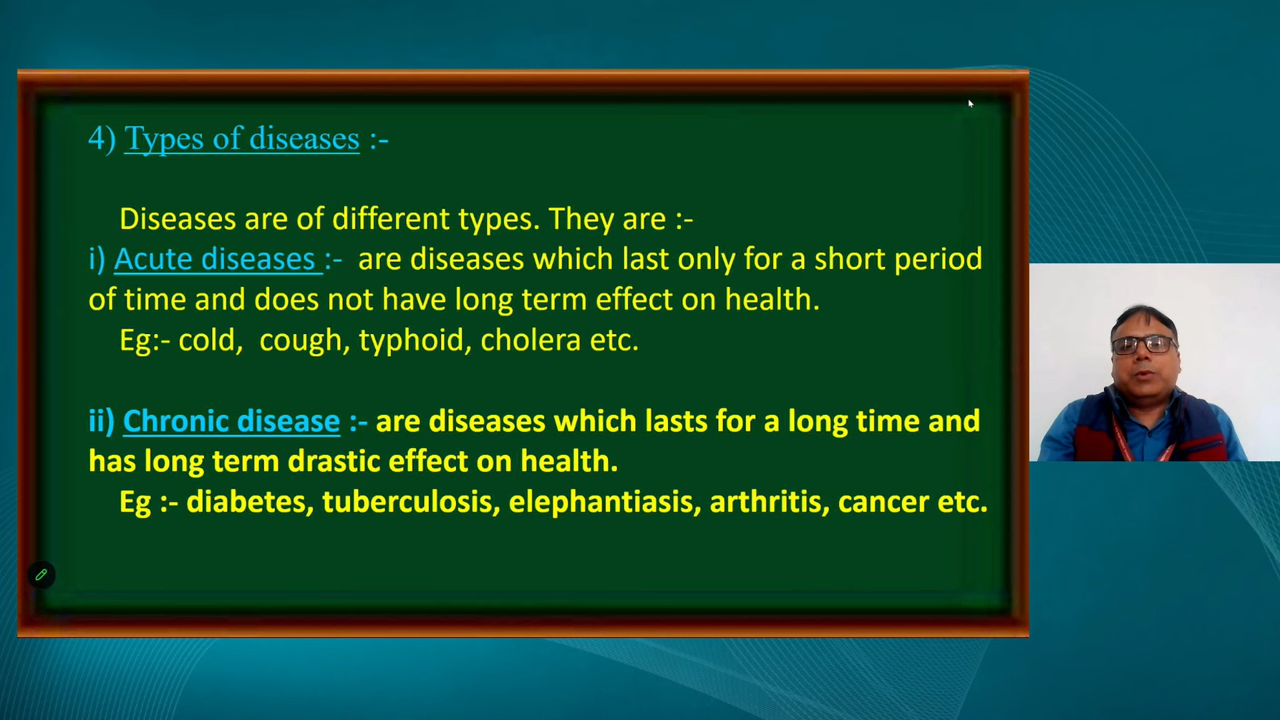 4) Types of diseases :-
Diseases are of different types. They are :-
i) Acute diseases :- are diseases which last only for a short period
of time and does not have long term effect on health.
Eg:- cold, cough, typhoid, cholera etc.
ii) Chronic disease :- are diseases which lasts for a long time and
has long term drastic effect on health.
Eg :- diabetes, tuberculosis, elephantiasis, arthritis, cancer etc.